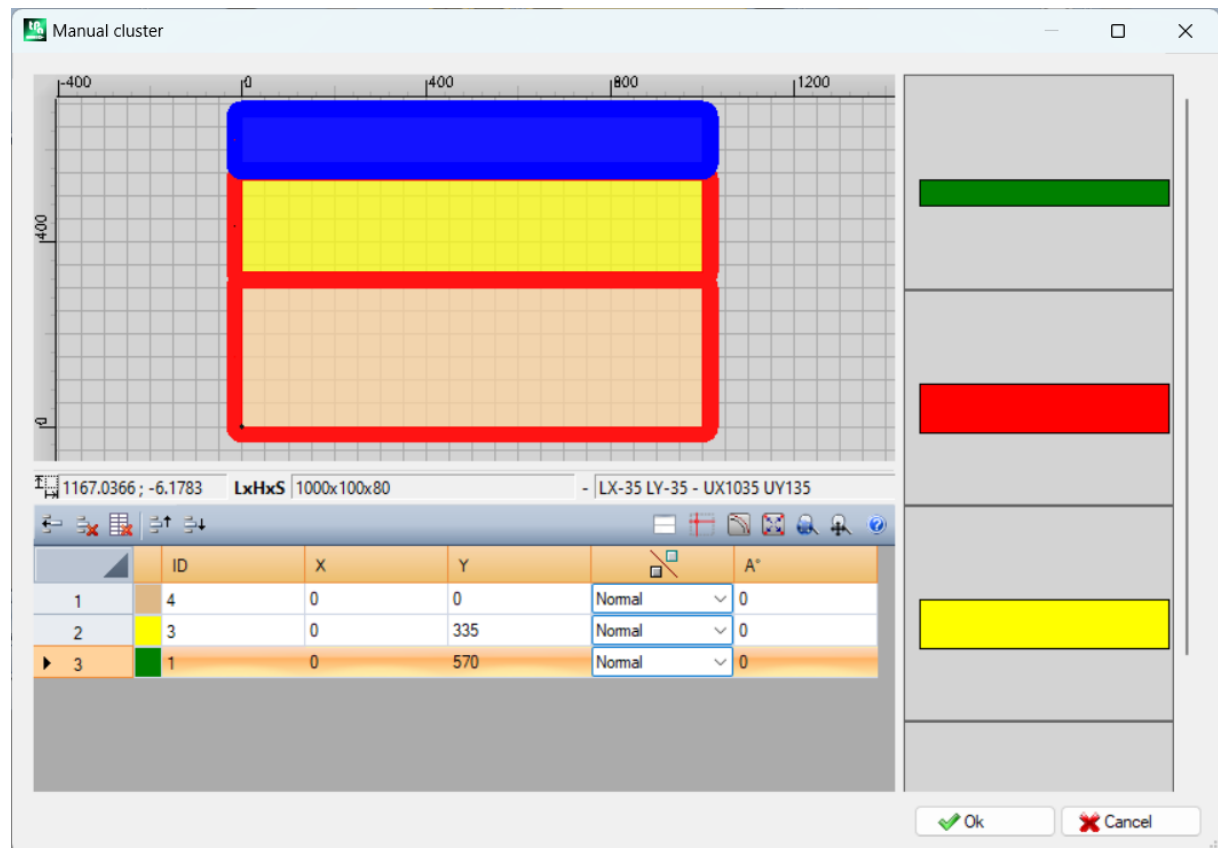 Manual cluster
-400 0 400 800 1200
400
0
1167.0366 ; -6.1783 LxHxS 1000x100x80 - LX-35 LY-35 - UX1035 UY135
ID X Y A°
1 4 0 0 Normal 0
2 3 0 335 Normal 0
3 1 0 570 Normal 0
Ok Cancel